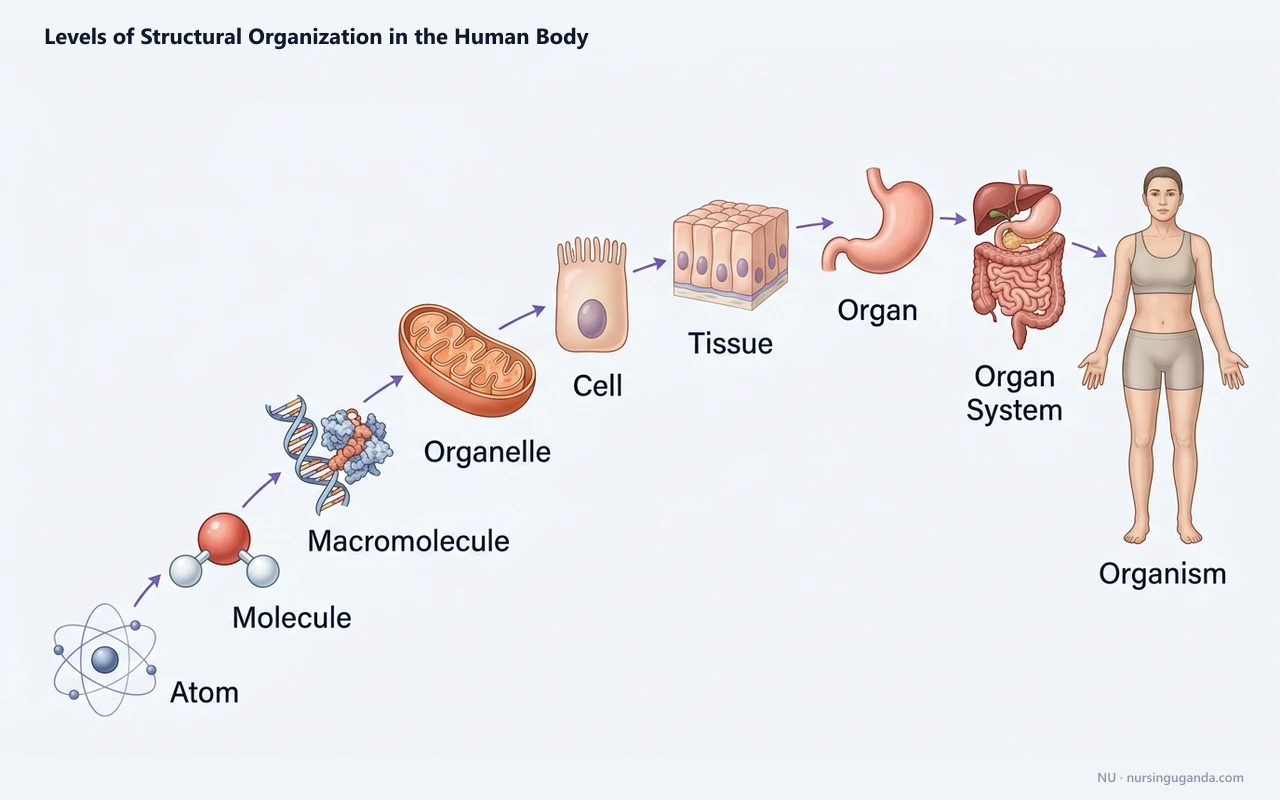 Levels of Structural Organization in the Human Body
Atom
Molecule
Macromolecule
Organelle
Cell
Tissue
Organ
Organ
System
Organism
NU · nursinguganda.com